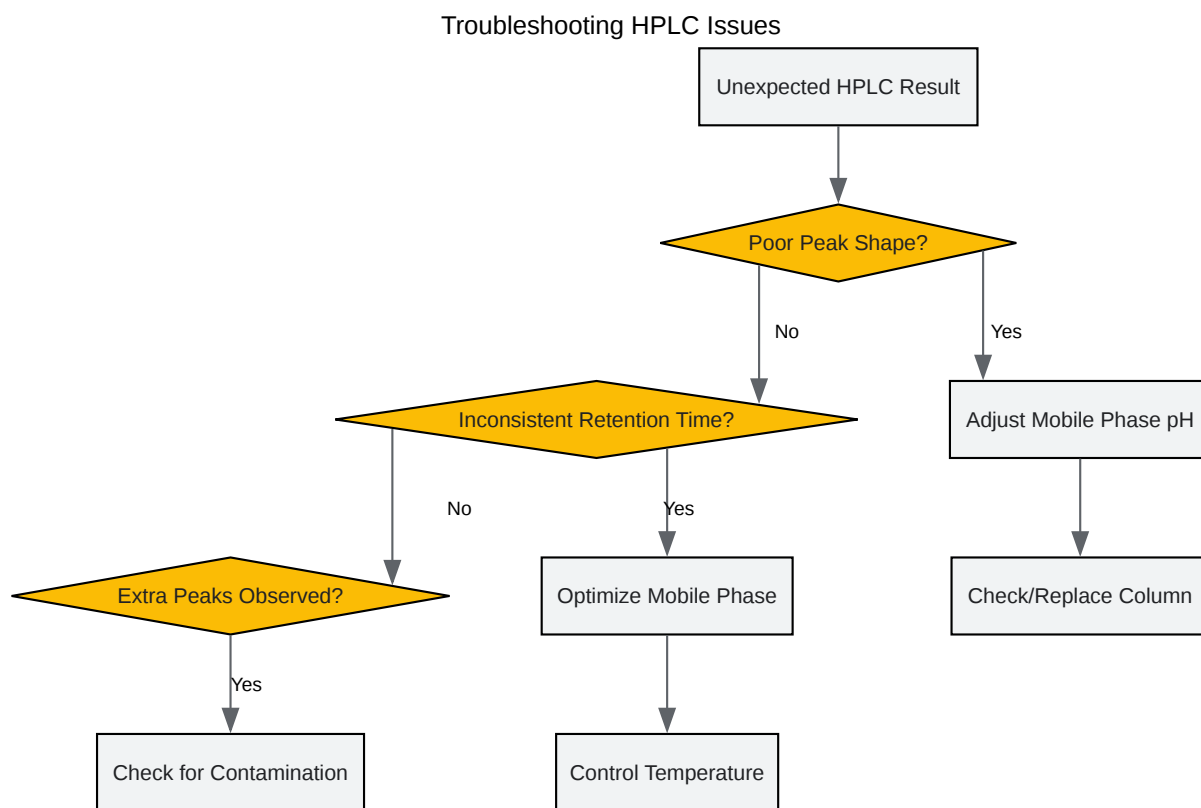 Troubleshooting HPLC Issues
Unexpected HPLC Result
Poor Peak Shape?
No
Yes
Inconsistent Retention Time?
Adjust Mobile Phase pH
No
Yes
Extra Peaks Observed?
Optimize Mobile Phase
Check/Replace Column
Yes
Check for Contamination
Control Temperature